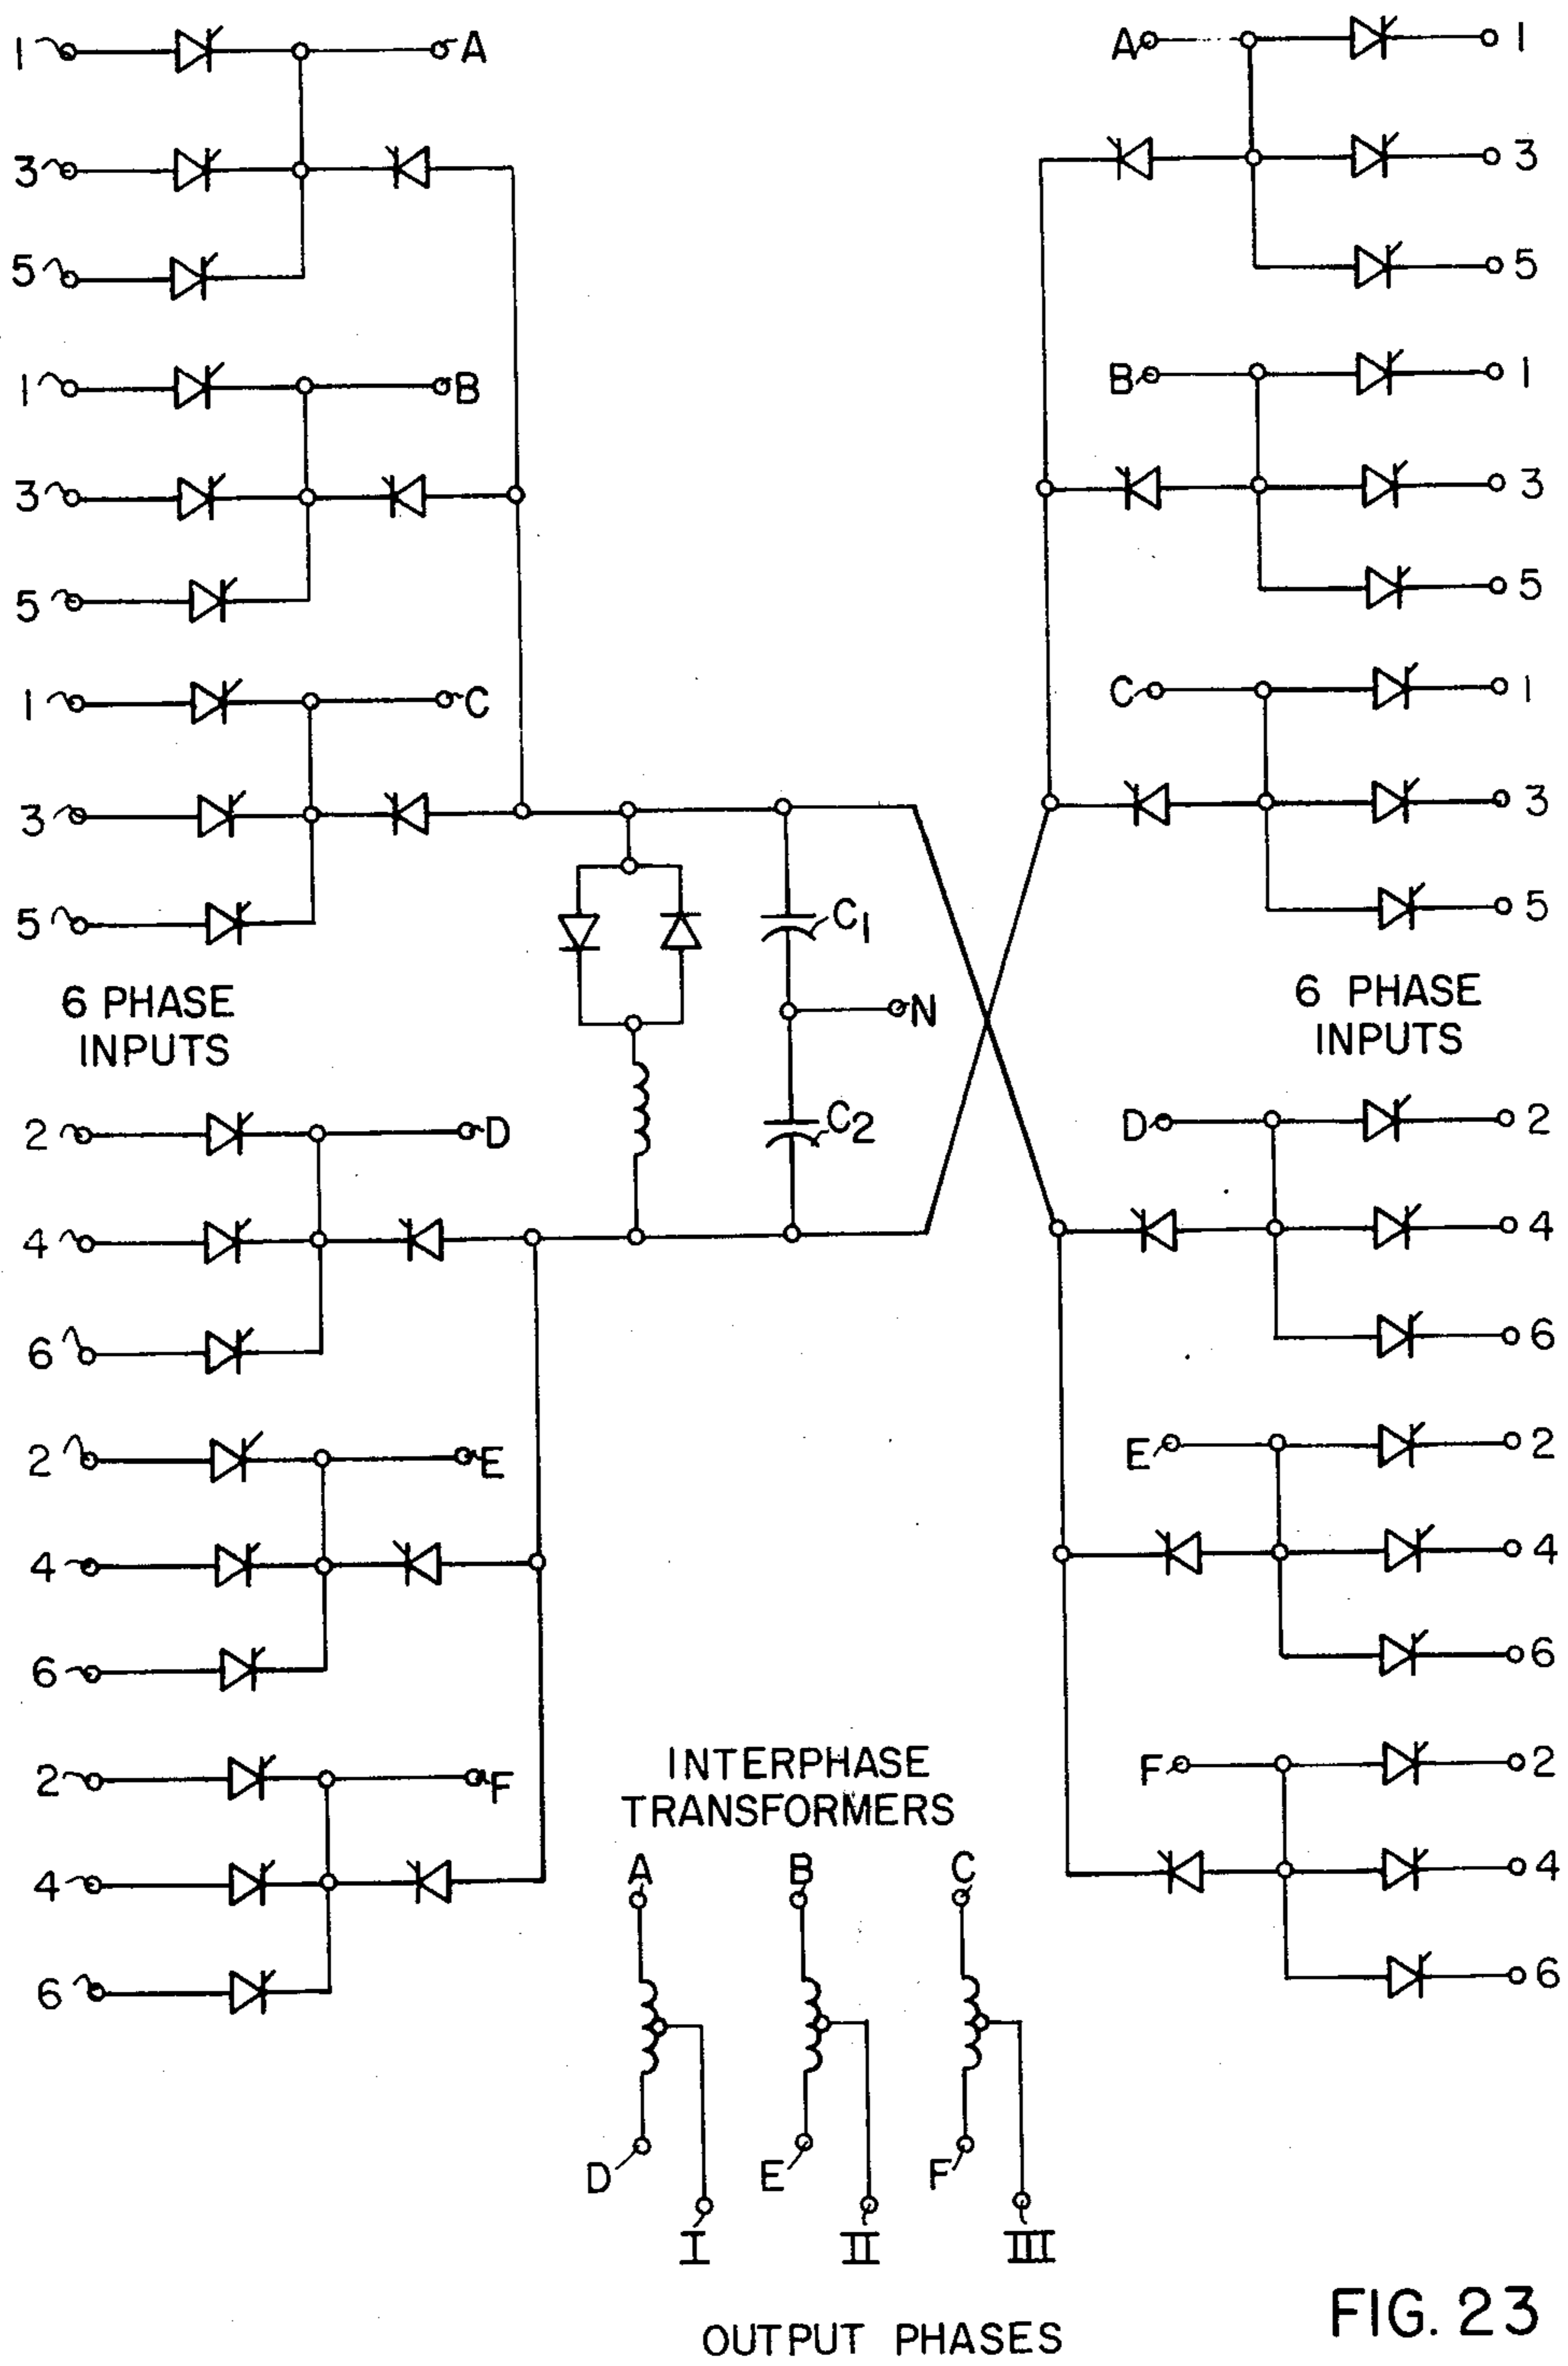 1 A
3
5
1 B
3
5
1 C
3
5
6 PHASE
INPUTS
2 D
4
6
2 E
4
6
2 F
4
6
C1
N
C2
A 1
3
5
B 1
3
5
C 1
3
5
6 PHASE
INPUTS
D 2
4
6
E 2
4
6
F 2
4
6
INTERPHASE
TRANSFORMERS
A B C
D E F
I II III
OUTPUT PHASES
FIG. 23